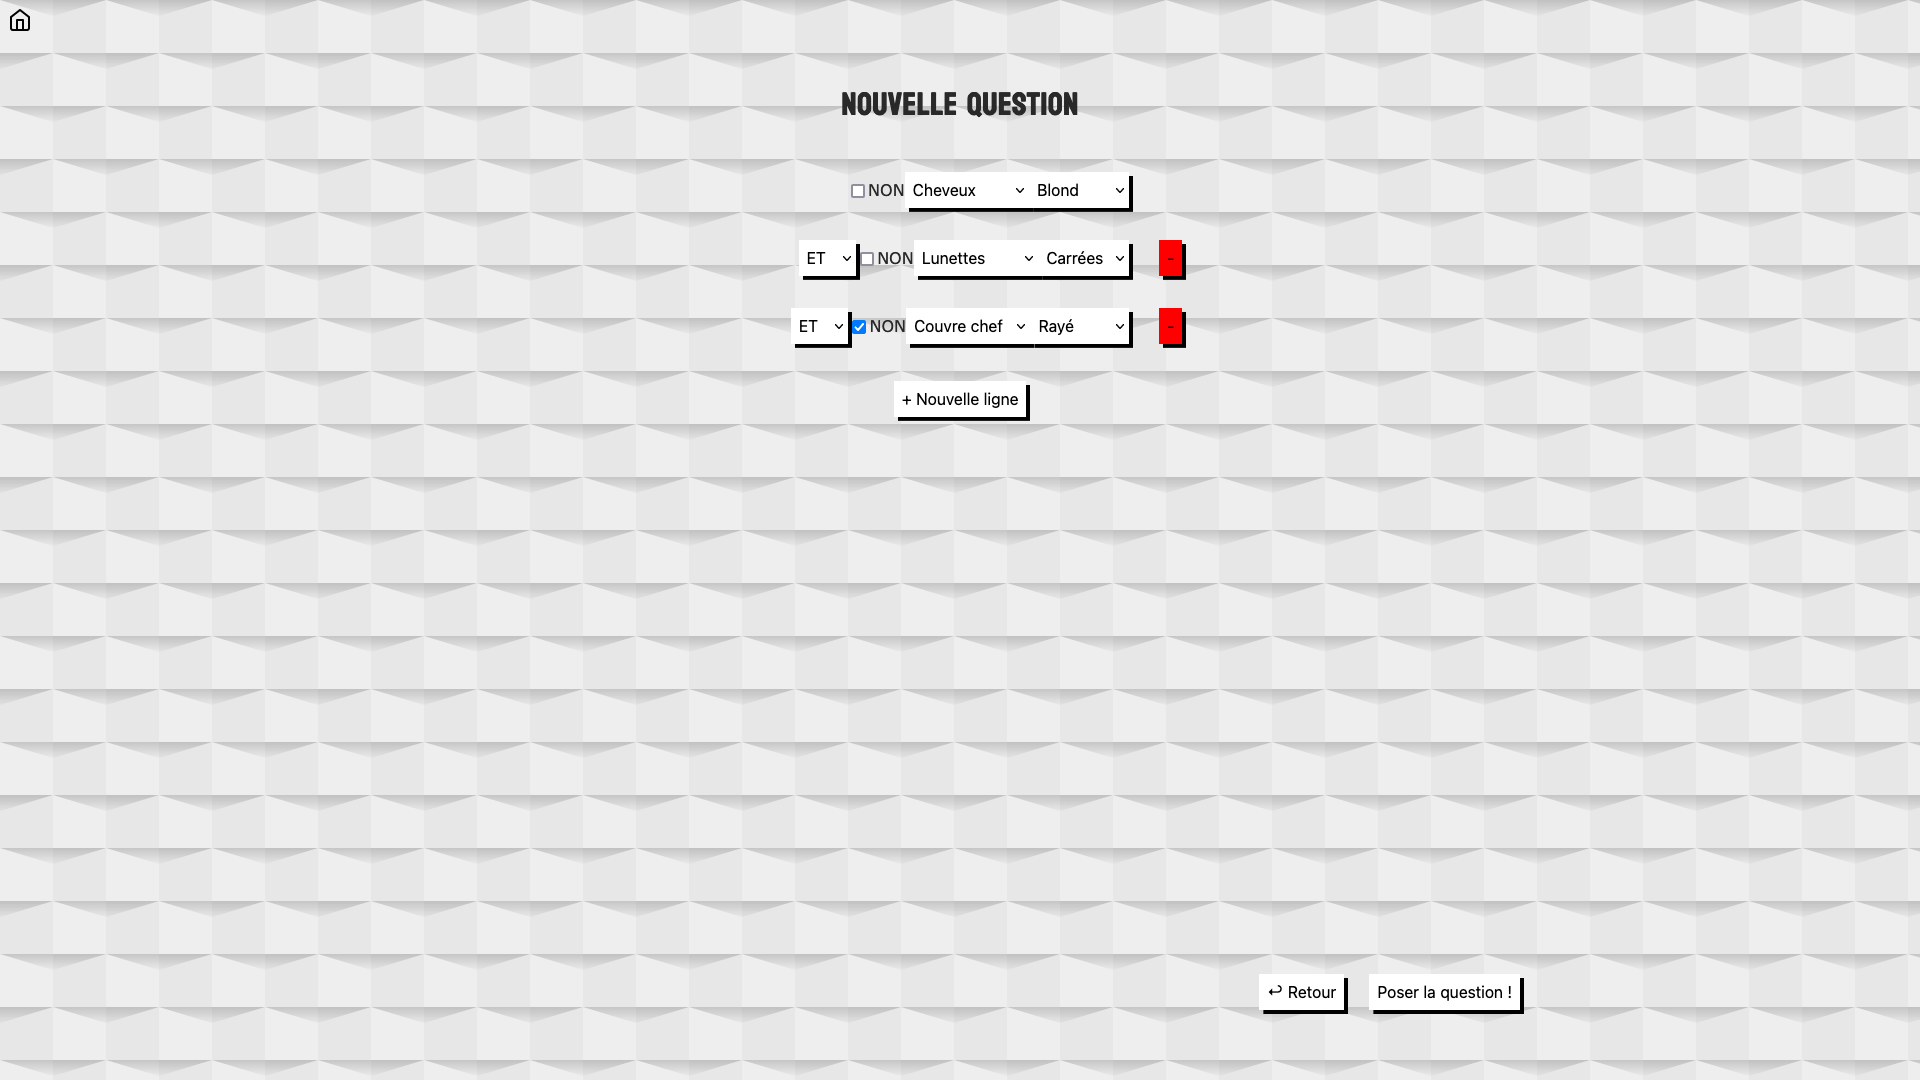 NOUVELLE QUESTION
NON Cheveux Blond
ET NON Lunettes Carrées -
ET NON Couvre chef Rayé -
+ Nouvelle ligne
↩ Retour Poser la question !